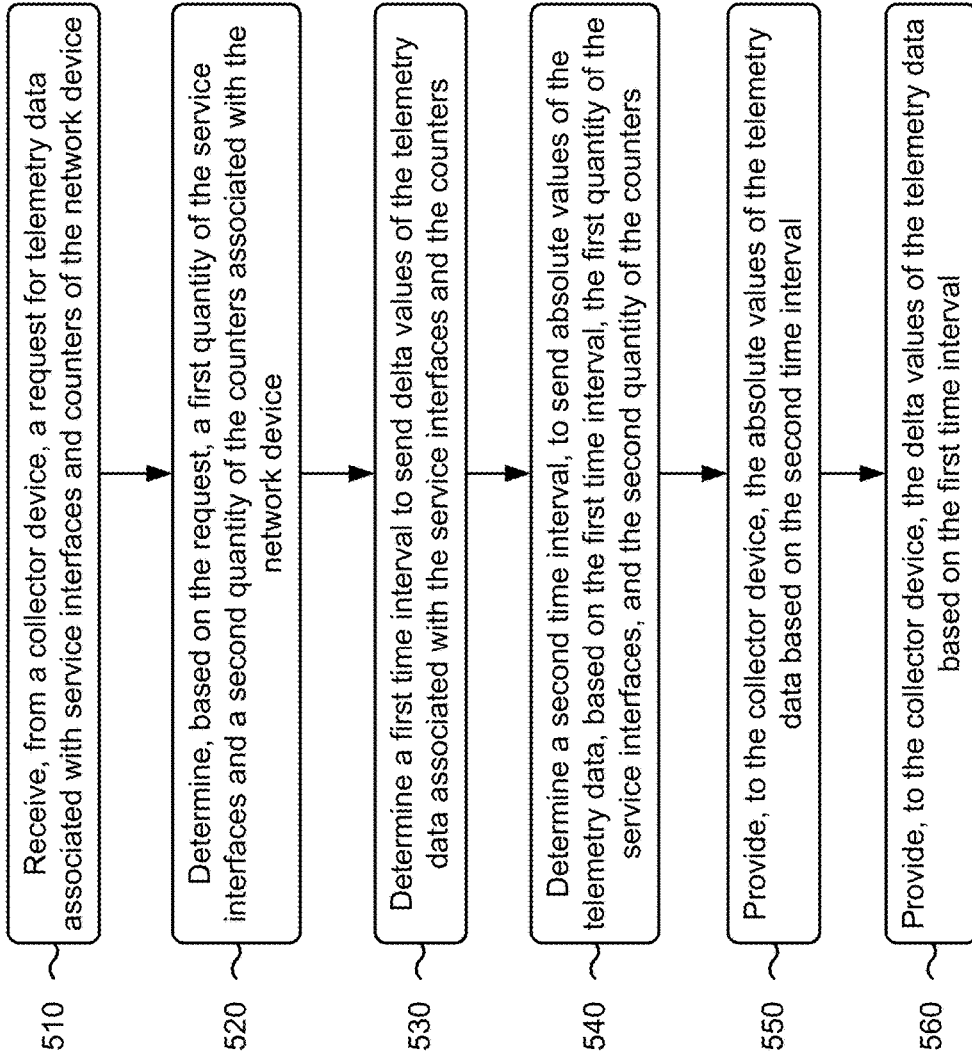 510
Receive, from a collector device, a request for telemetry data
associated with service interfaces and counters of the network device
520
Determine, based on the request, a first quantity of the service
interfaces and a second quantity of the counters associated with the
network device
530
Determine a first time interval to send delta values of the telemetry
data associated with the service interfaces and the counters
540
Determine a second time interval, to send absolute values of the
telemetry data, based on the first time interval, the first quantity of the
service interfaces, and the second quantity of the counters
550
Provide, to the collector device, the absolute values of the telemetry
data based on the second time interval
560
Provide, to the collector device, the delta values of the telemetry data
based on the first time interval